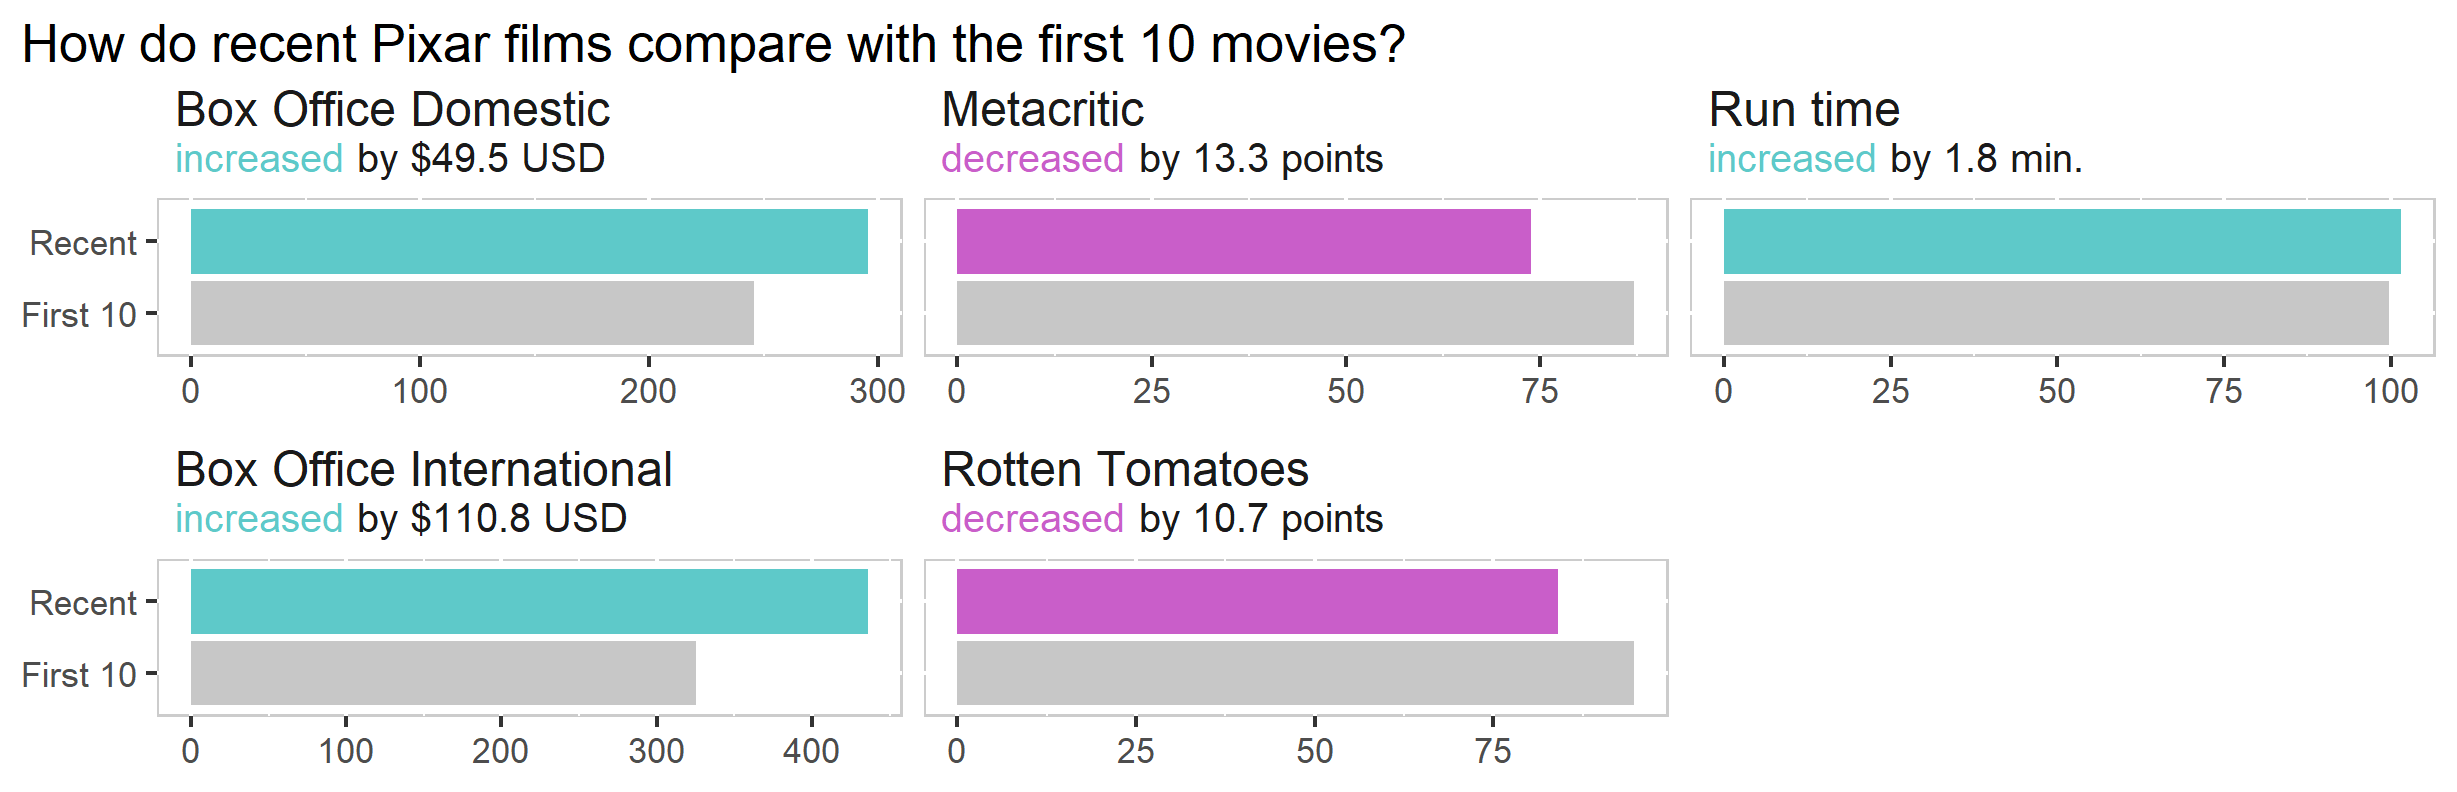 How do recent Pixar films compare with the first 10 movies?
Box Office Domestic
increased by $49.5 USD
Recent
First 10
0 100 200 300
Metacritic
decreased by 13.3 points
0 25 50 75
Run time
increased by 1.8 min.
0 25 50 75 100
Box Office International
increased by $110.8 USD
Recent
First 10
0 100 200 300 400
Rotten Tomatoes
decreased by 10.7 points
0 25 50 75